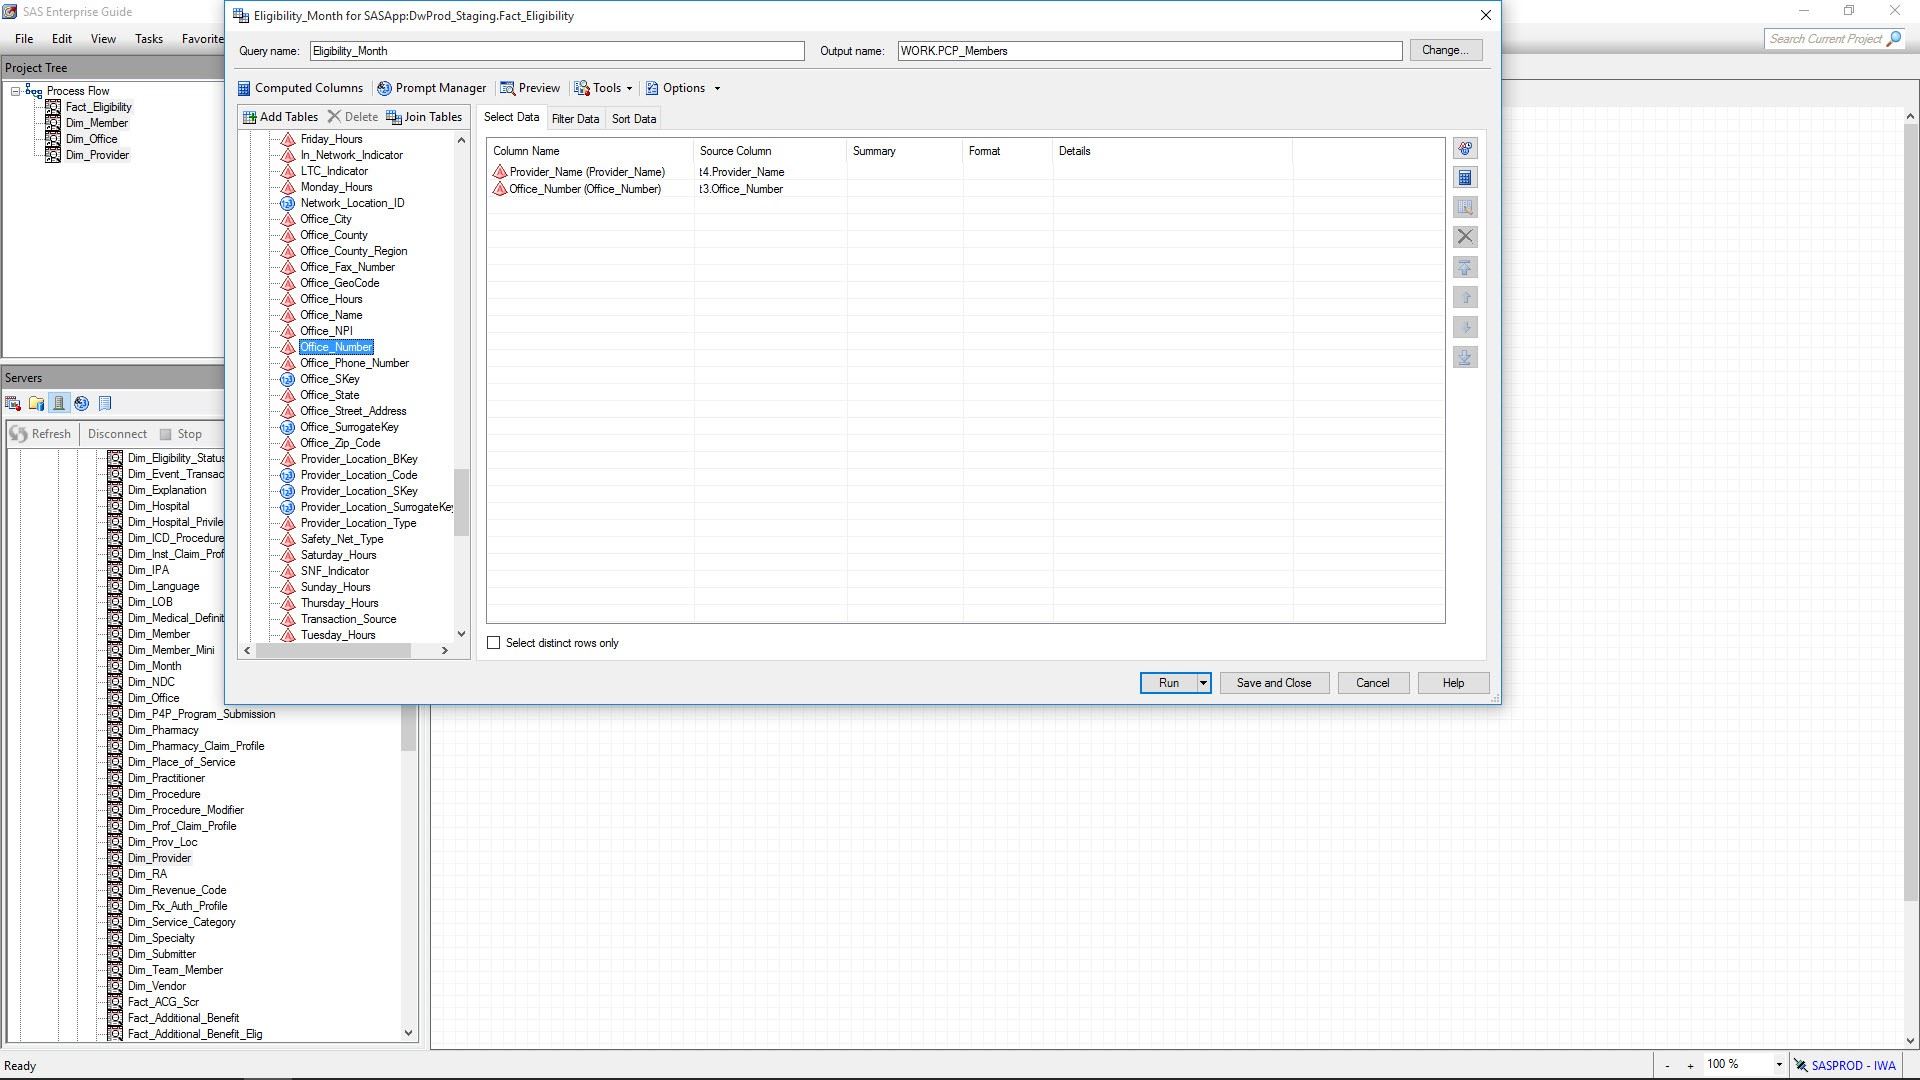 SAS Enterprise Guide
File Edit View Tasks Favorite
Search Current Project
Project Tree
Process Flow
Fact_Eligibility
Dim_Member
Dim_Office
Dim_Provider
Servers
Refresh Disconnect Stop
Dim_Eligibility_Status
Dim_Event_Transac
Dim_Explanation
Dim_Hospital
Dim_Hospital_Privile
Dim_ICD_Procedure
Dim_Inst_Claim_Prof
Dim_IPA
Dim_Language
Dim_LOB
Dim_Medical_Definit
Dim_Member
Dim_Member_Mini
Dim_Month
Dim_NDC
Dim_Office
Dim_P4P_Program_Submission
Dim_Pharmacy
Dim_Pharmacy_Claim_Profile
Dim_Place_of_Service
Dim_Practitioner
Dim_Procedure
Dim_Procedure_Modifier
Dim_Prof_Claim_Profile
Dim_Prov_Loc
Dim_Provider
Dim_RA
Dim_Revenue_Code
Dim_Rx_Auth_Profile
Dim_Service_Category
Dim_Specialty
Dim_Submitter
Dim_Team_Member
Dim_Vendor
Fact_ACG_Scr
Fact_Additional_Benefit
Fact_Additional_Benefit_Elig
Eligibility_Month for SASApp:DwProd_Staging.Fact_Eligibility
Query name: Eligibility_Month Output name: WORK.PCP_Members Change...
Computed Columns Prompt Manager Preview Tools Options
Add Tables Delete Join Tables
Friday_Hours
In_Network_Indicator
LTC_Indicator
Monday_Hours
Network_Location_ID
Office_City
Office_County
Office_County_Region
Office_Fax_Number
Office_GeoCode
Office_Hours
Office_Name
Office_NPI
Office_Number
Office_Phone_Number
Office_SKey
Office_State
Office_Street_Address
Office_SurrogateKey
Office_Zip_Code
Provider_Location_BKey
Provider_Location_Code
Provider_Location_SKey
Provider_Location_SurrogateKey
Provider_Location_Type
Safety_Net_Type
Saturday_Hours
SNF_Indicator
Sunday_Hours
Thursday_Hours
Transaction_Source
Tuesday_Hours
Select Data Filter Data Sort Data
Column Name Source Column Summary Format Details
Provider_Name (Provider_Name) t4.Provider_Name
Office_Number (Office_Number) t3.Office_Number
Select distinct rows only
Run Save and Close Cancel Help
Ready
- + 100 % SASPROD - IWA